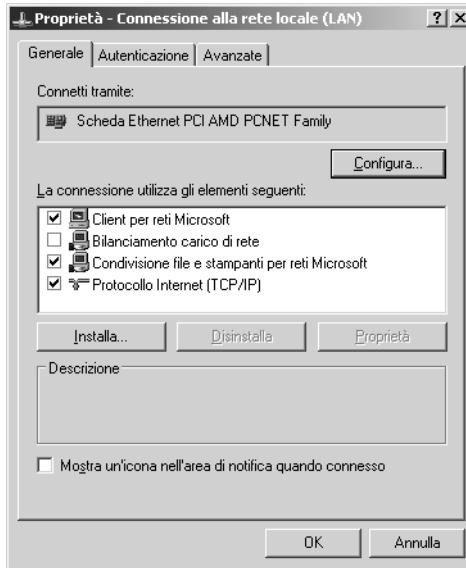 Proprietà - Connessione alla rete locale (LAN)
Generale Autenticazione Avanzate
Connetti tramite:
Scheda Ethernet PCI AMD PCNET Family
Configura...
La connessione utilizza gli elementi seguenti:
Client per reti Microsoft
Bilanciamento carico di rete
Condivisione file e stampanti per reti Microsoft
Protocollo Internet (TCP/IP)
Installa... Disinstalla Proprietà
Descrizione
Mostra un'icona nell'area di notifica quando connesso
OK Annulla